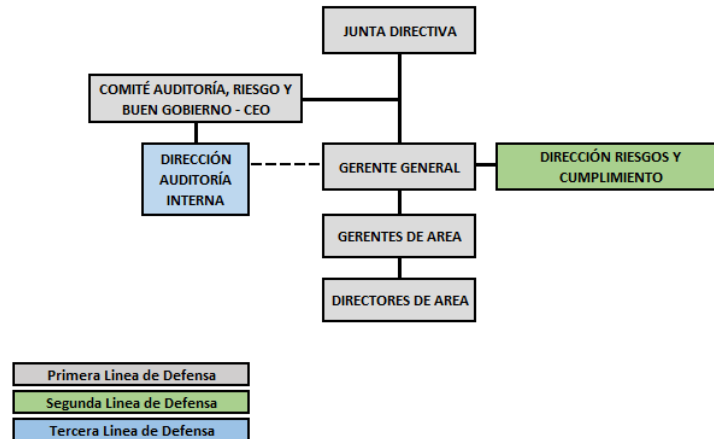 JUNTA DIRECTIVA
COMITÉ AUDITORÍA, RIESGO Y
BUEN GOBIERNO - CEO
DIRECCIÓN
AUDITORÍA
INTERNA
GERENTE GENERAL
DIRECCIÓN RIESGOS Y
CUMPLIMIENTO
GERENTES DE AREA
DIRECTORES DE AREA
Primera Linea de Defensa
Segunda Linea de Defensa
Tercera Linea de Defensa